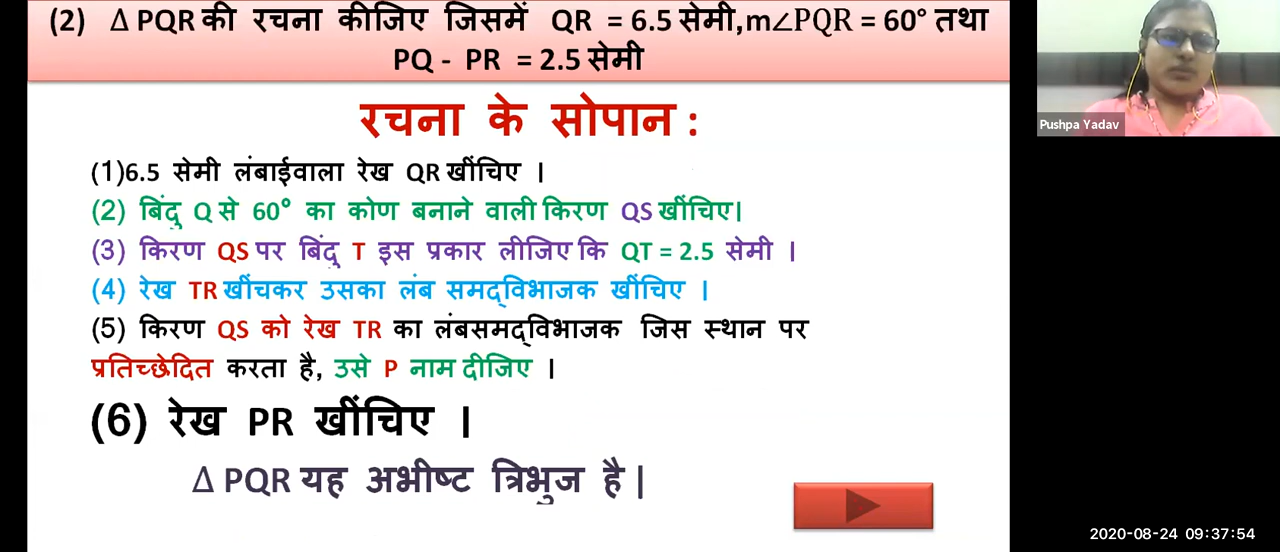 (2) Δ PQR की रचना कीजिए जिसमें QR = 6.5 सेमी,m∠PQR = 60° तथा
PQ - PR = 2.5 सेमी
रचना के सोपान :
(1)6.5 सेमी लंबाईवाला रेख QR खींचिए ।
(2) बिंदु Q से 60° का कोण बनाने वाली किरण QS खींचिए।
(3) किरण QS पर बिंदु T इस प्रकार लीजिए कि QT = 2.5 सेमी ।
(4) रेख TR खींचकर उसका लंब समद्‌विभाजक खींचिए ।
(5) किरण QS को रेख TR का लंबसमद्‌विभाजक जिस स्थान पर
प्रतिच्छेदित करता है, उसे P नाम दीजिए ।
(6) रेख PR खींचिए ।
Δ PQR यह अभीष्ट त्रिभुज है |
Pushpa Yadav
2020-08-24 09:37:54